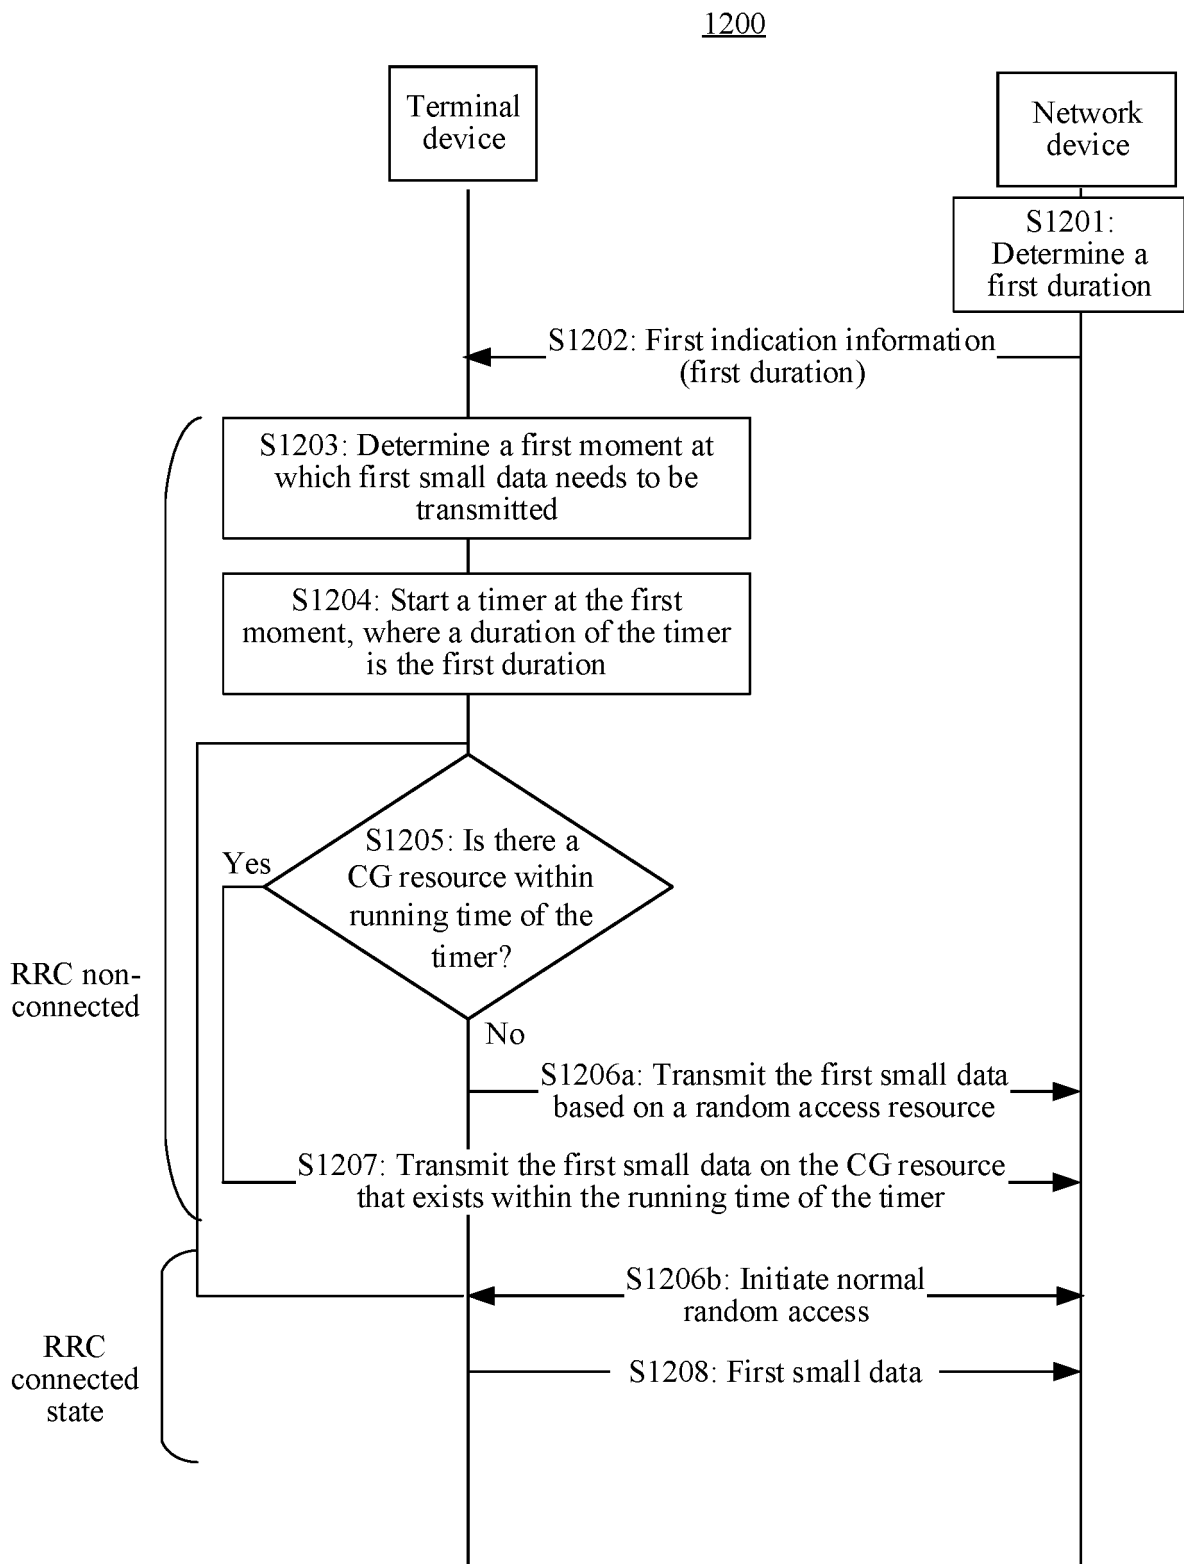 1200
Terminal
device
Network
device
S1201:
Determine a
first duration
S1202: First indication information
(first duration)
S1203: Determine a first moment at
which first small data needs to be
transmitted
S1204: Start a timer at the first
moment, where a duration of the timer
is the first duration
S1205: Is there a
CG resource within
running time of the
timer?
Yes
No
RRC non-
connected
S1206a: Transmit the first small data
based on a random access resource
S1207: Transmit the first small data on the CG resource
that exists within the running time of the timer
S1206b: Initiate normal
random access
RRC
connected
state
S1208: First small data